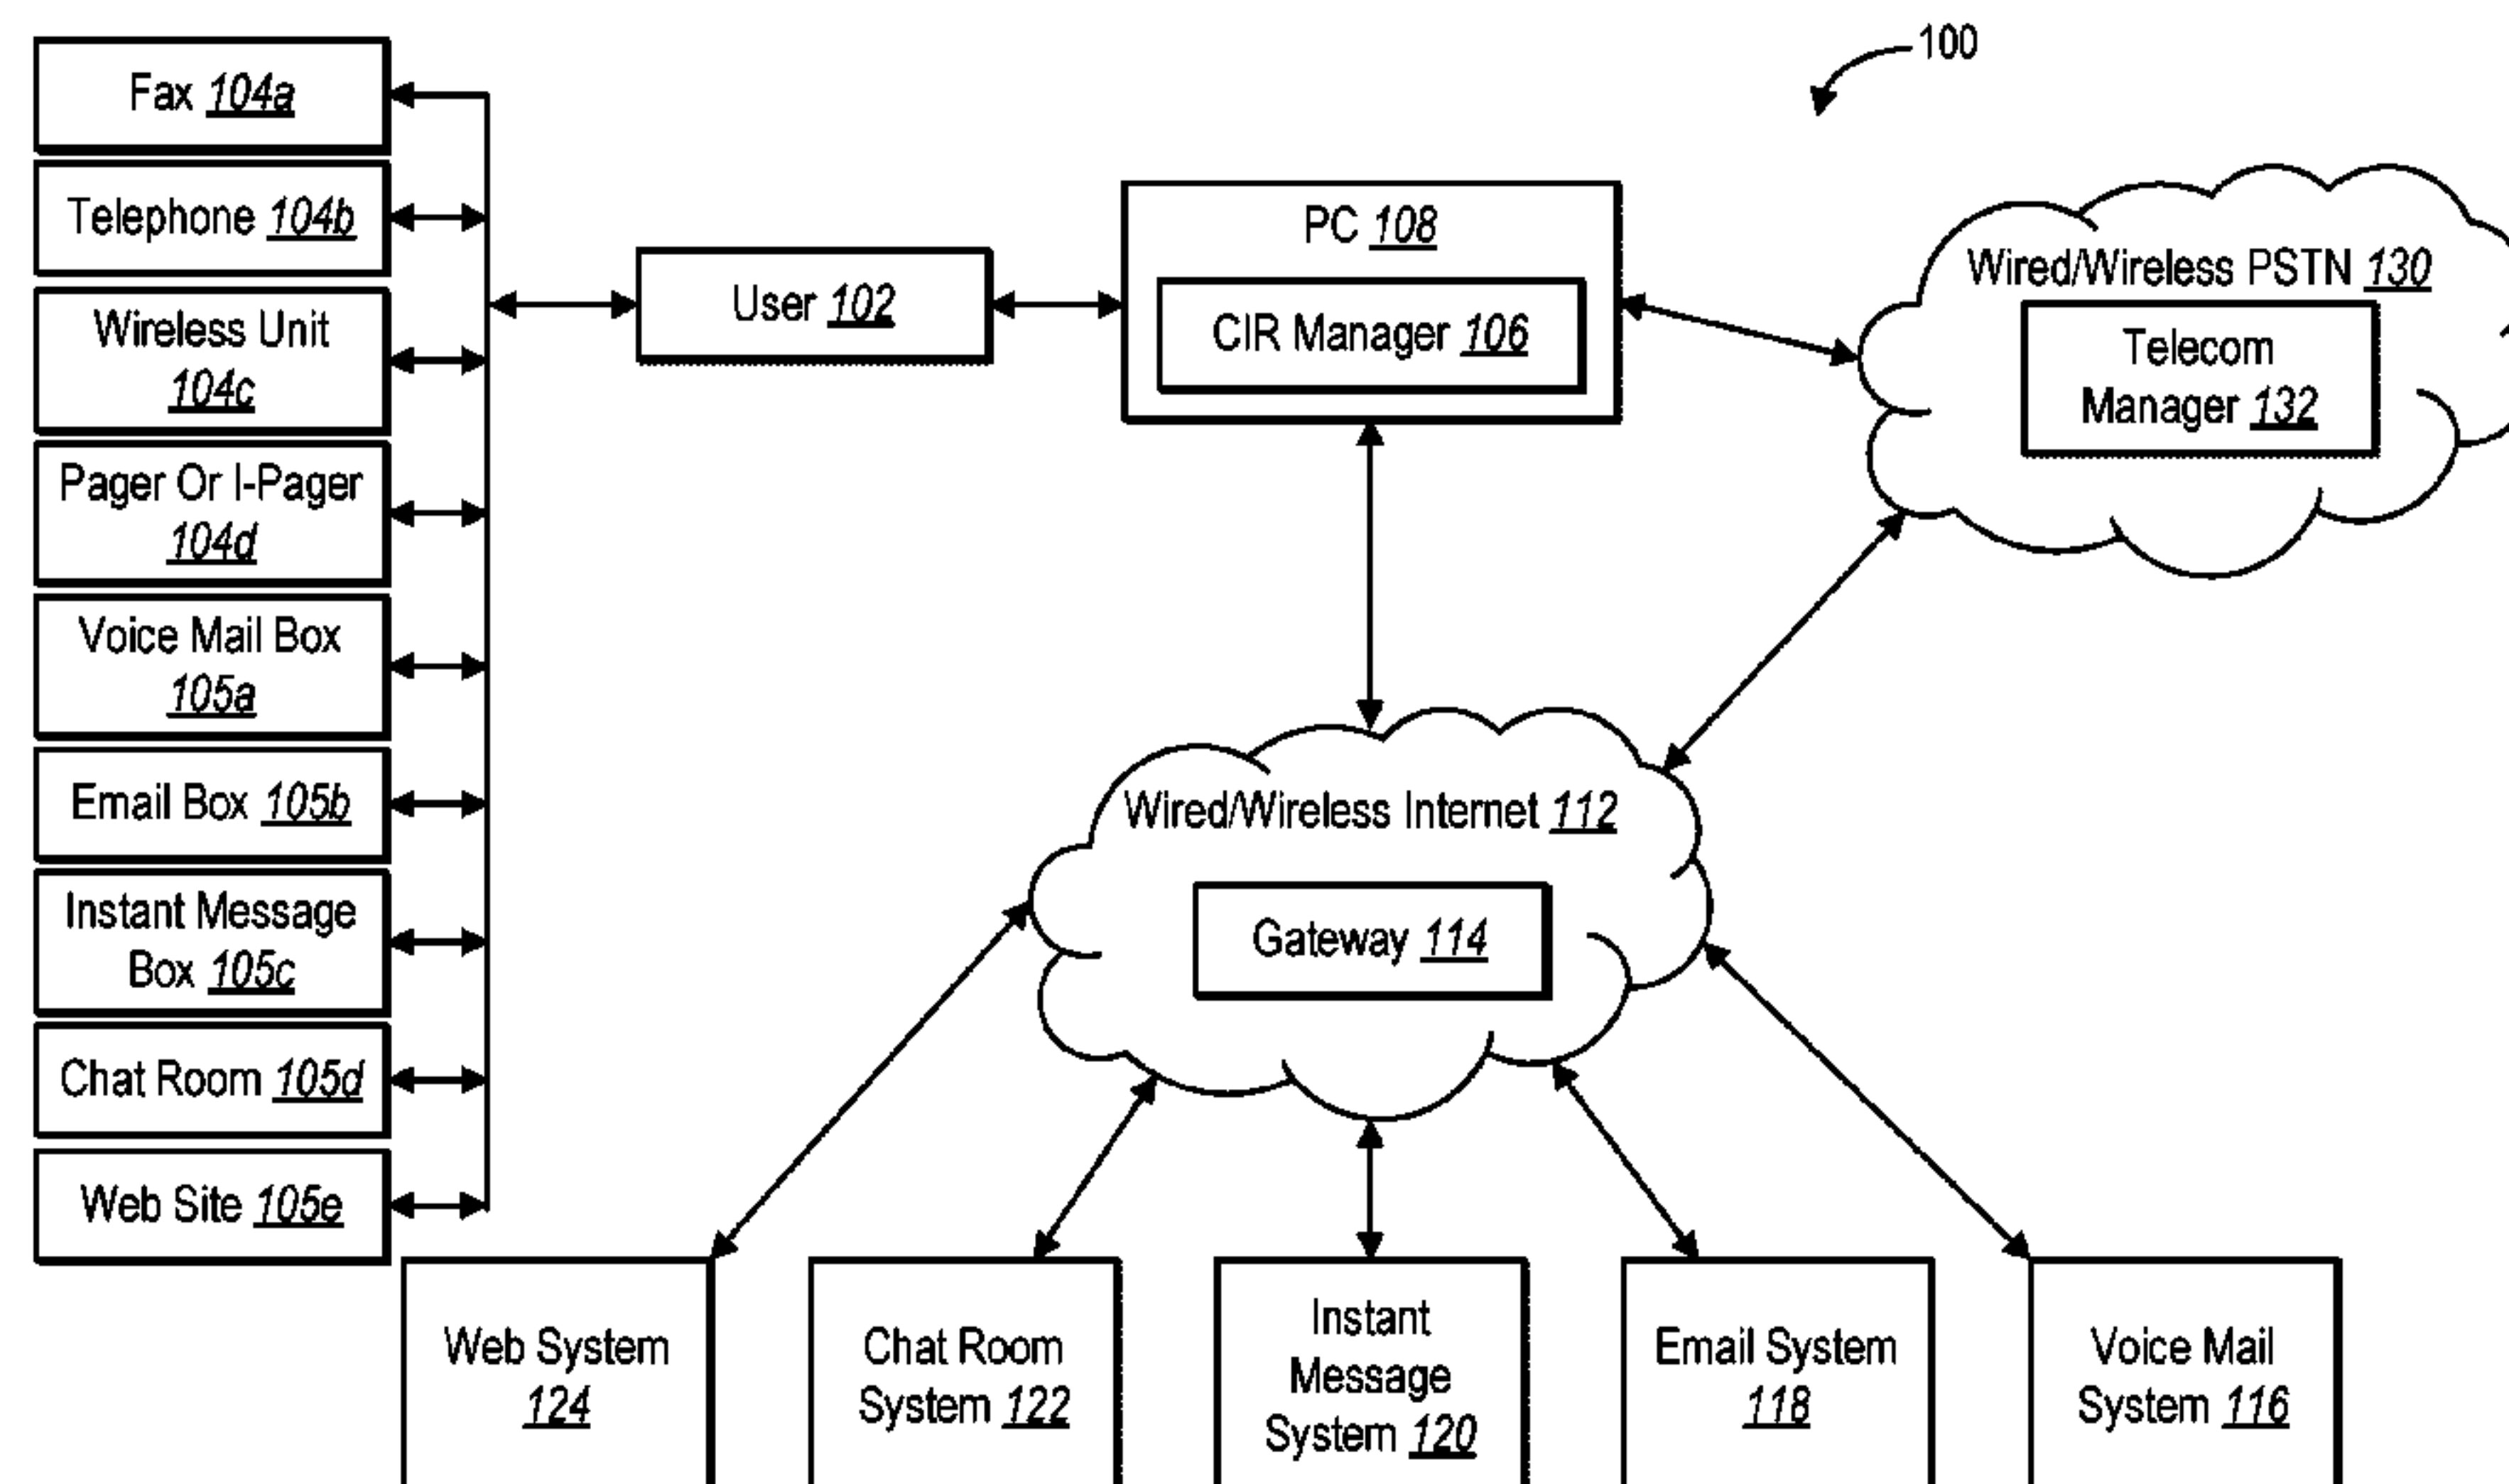 100
Fax 104a
Telephone 104b
Wireless Unit
104c
Pager Or I-Pager
104d
Voice Mail Box
105a
Email Box 105b
Instant Message
Box 105c
Chat Room 105d
Web Site 105e
User 102
PC 108
CIR Manager 106
Wired/Wireless PSTN 130
Telecom
Manager 132
Wired/Wireless Internet 112
Gateway 114
Web System
124
Chat Room
System 122
Instant
Message
System 120
Email System
118
Voice Mail
System 116